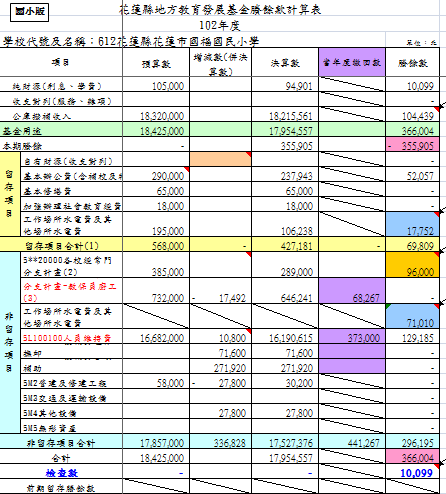 國小版
花蓮縣地方教育發展基金賸餘款計算表
102年度
學校代號及名稱：612花蓮縣花蓮市國福國民小學 單位：元
項目 預算數 增減數(併決算數) 決算數 當年度繳回數 賸餘數
純財源(利息、學費) 105,000 94,901 10,099
收支對列(服務、雜項) -
公庫撥補收入 18,320,000 18,215,561 104,439
基金用途 18,425,000 17,954,557 366,004
本期賸餘 - 355,905 - 355,905
留存項目
自有財源(收支對列) -
基本辦公費(含補校及 290,000 237,943 52,057
基本修繕費 65,000 65,000 -
加強辦理社會教育經費 18,000 18,000 -
工作場所水電費及其他場所水電費 195,000 106,238 17,752
留存項目合計(1) 568,000 - 427,181 - 69,809
非留存項目
5**20000各校經常門分支計畫(2) 385,000 289,000 96,000
分支計畫-教保員廚工(3) 732,000 - 17,492 646,241 68,267 -
工作場所水電費及其他場所水電費 71,010
5L100100人員維持費 16,682,000 10,800 16,190,615 373,000 129,185
撫卹 71,600 71,600 -
補助 271,920 271,920 -
5M2營建及修建工程 58,000 - 27,800 30,200 -
5M3交通及運輸設備 -
5M4其他設備 27,800 27,800 -
5M5無形資產 -
非留存項目合計 17,857,000 336,828 17,527,376 441,267 296,195
合計 18,425,000 17,954,557 366,004
檢查數 - - 10,099
前期留存賸餘數